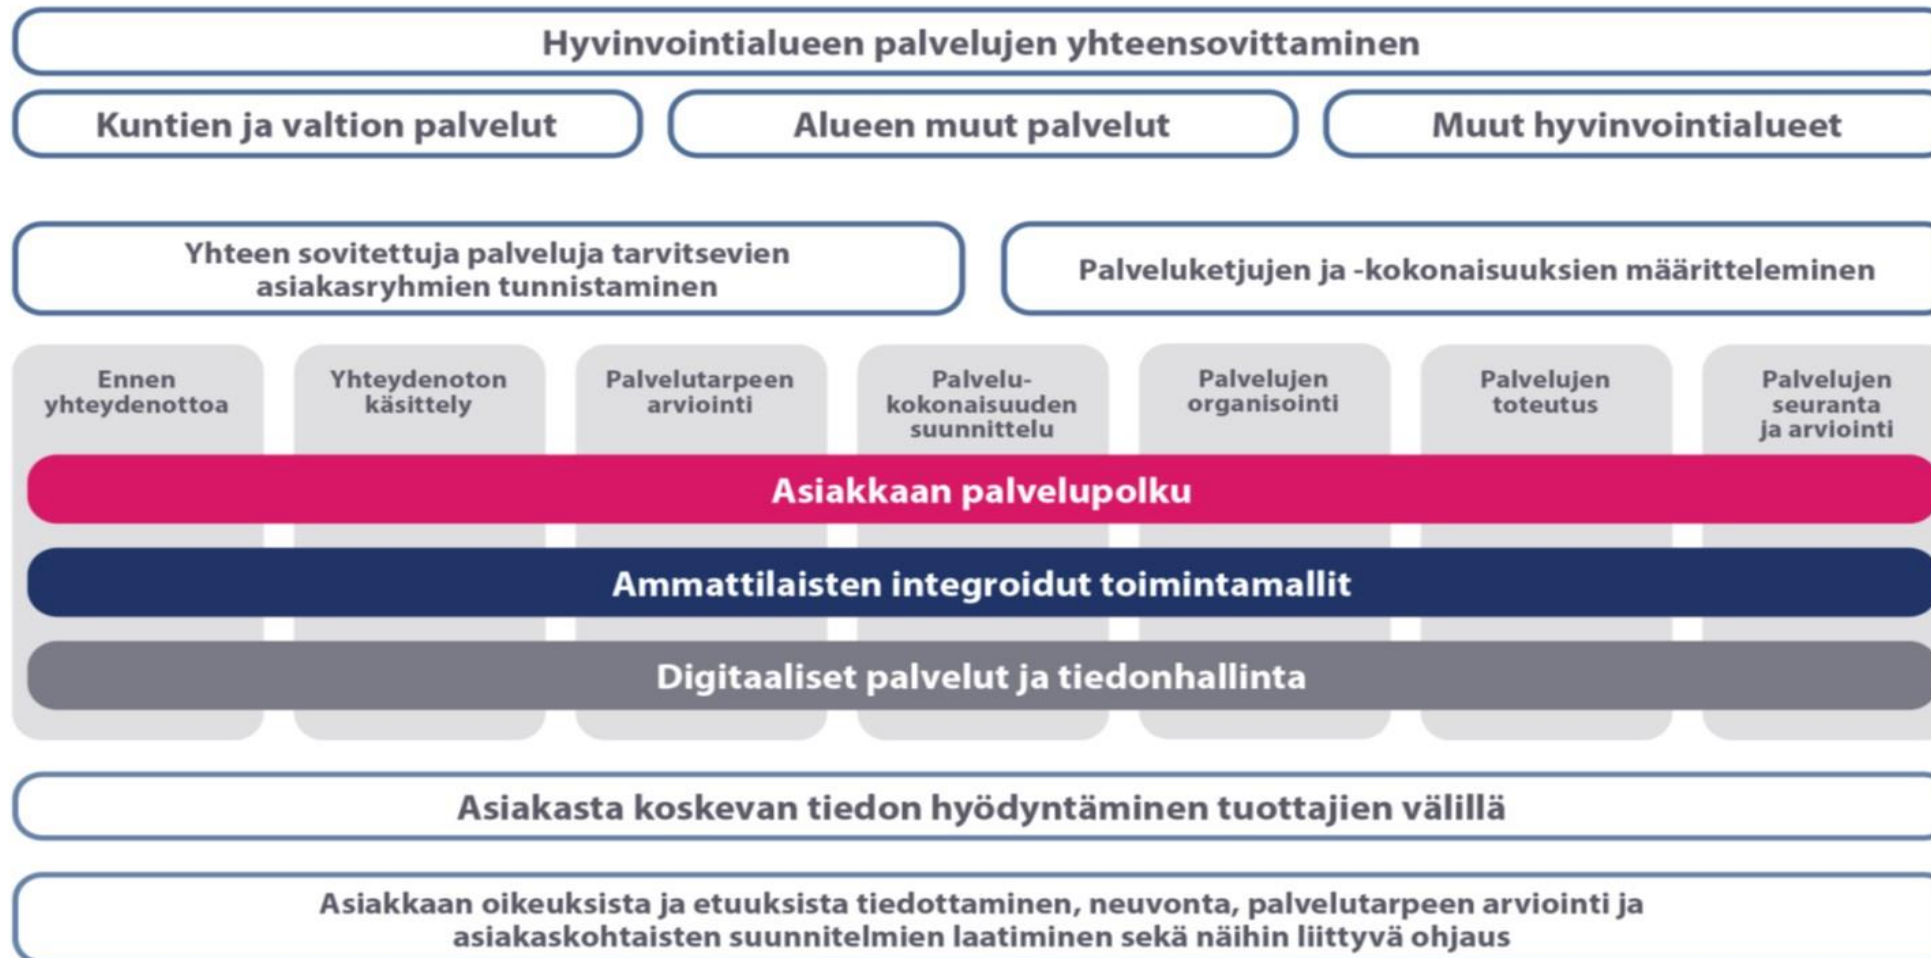 Hyvinvointialueen palvelujen yhteensovittaminen
Kuntien ja valtion palvelut
Alueen muut palvelut
Muut hyvinvointialueet
Yhteen sovitettuja palveluja tarvitsevien
asiakasryhmien tunnistaminen
Palveluketjujen ja -kokonaisuuksien määritteleminen
Ennen
yhteydenottoa
Yhteydenoton
käsittely
Palvelutarpeen
arviointi
Palvelu-
kokonaisuuden
suunnittelu
Palvelujen
organisointi
Palvelujen
toteutus
Palvelujen
seuranta
ja arviointi
Asiakkaan palvelupolku
Ammattilaisten integroidut toimintamallit
Digitaaliset palvelut ja tiedonhallinta
Asiakasta koskevan tiedon hyödyntäminen tuottajien välillä
Asiakkaan oikeuksista ja etuuksista tiedottaminen, neuvonta, palvelutarpeen arviointi ja
asiakaskohtaisten suunnitelmien laatiminen sekä näihin liittyvä ohjaus